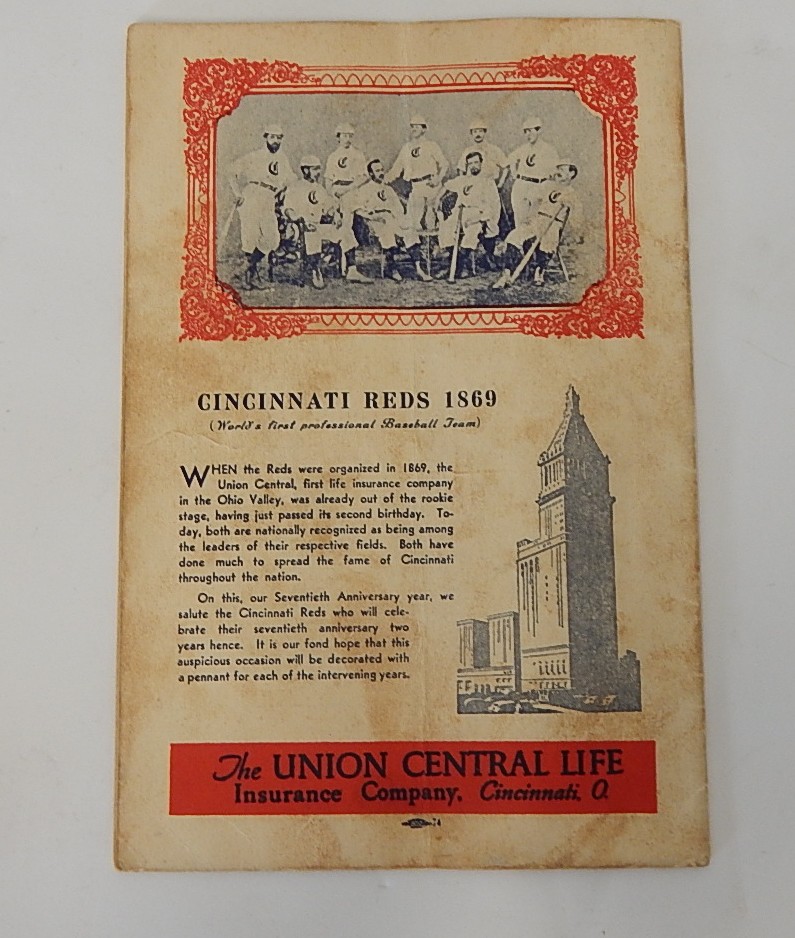 CINCINNATI REDS 1869
(World's first professional Baseball Team)
WHEN the Reds were organized in 1869, the
Union Central, first life insurance company
in the Ohio Valley, was already out of the rookie
stage, having just passed its second birthday. To-
day, both are nationally recognized as being among
the leaders of their respective fields. Both have
done much to spread the fame of Cincinnati
throughout the nation.
On this, our Seventieth Anniversary year, we
salute the Cincinnati Reds who will cele-
brate their seventieth anniversary two
years hence. It is our fond hope that this
auspicious occasion will be decorated with
a pennant for each of the intervening years.
The UNION CENTRAL LIFE
Insurance Company, Cincinnati, O.
74